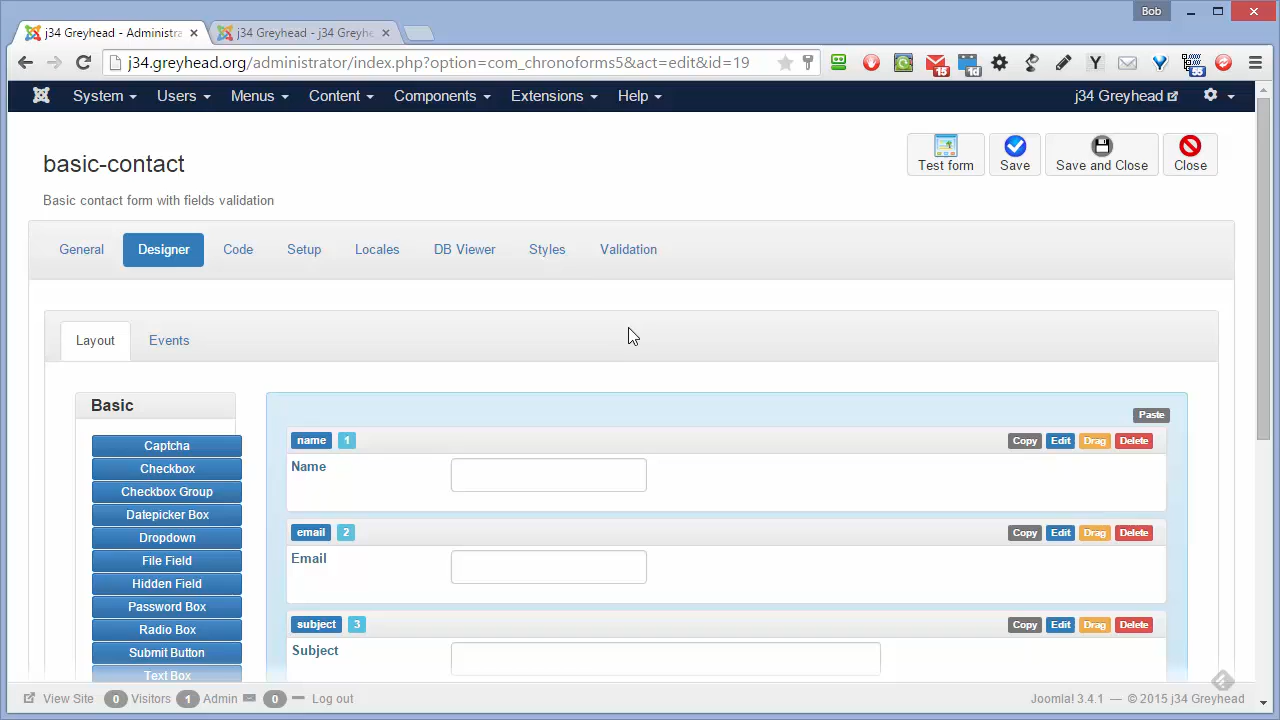 Bob
j34 Greyhead - Administra
j34 Greyhead - j34 Greyhe
j34.greyhead.org/administrator/index.php?option=com_chronoforms5&act=edit&id=19
15
1d
Y
55
System Users Menus Content Components Extensions Help
j34 Greyhead
basic-contact
Basic contact form with fields validation
Test form Save Save and Close Close
General Designer Code Setup Locales DB Viewer Styles Validation
Layout Events
Basic
Captcha
Checkbox
Checkbox Group
Datepicker Box
Dropdown
File Field
Hidden Field
Password Box
Radio Box
Submit Button
Text Box
Paste
name 1 Copy Edit Drag Delete
Name
email 2 Copy Edit Drag Delete
Email
subject 3 Copy Edit Drag Delete
Subject
View Site 0 Visitors 1 Admin 0 Log out
Joomla! 3.4.1 — © 2015 j34 Greyhead